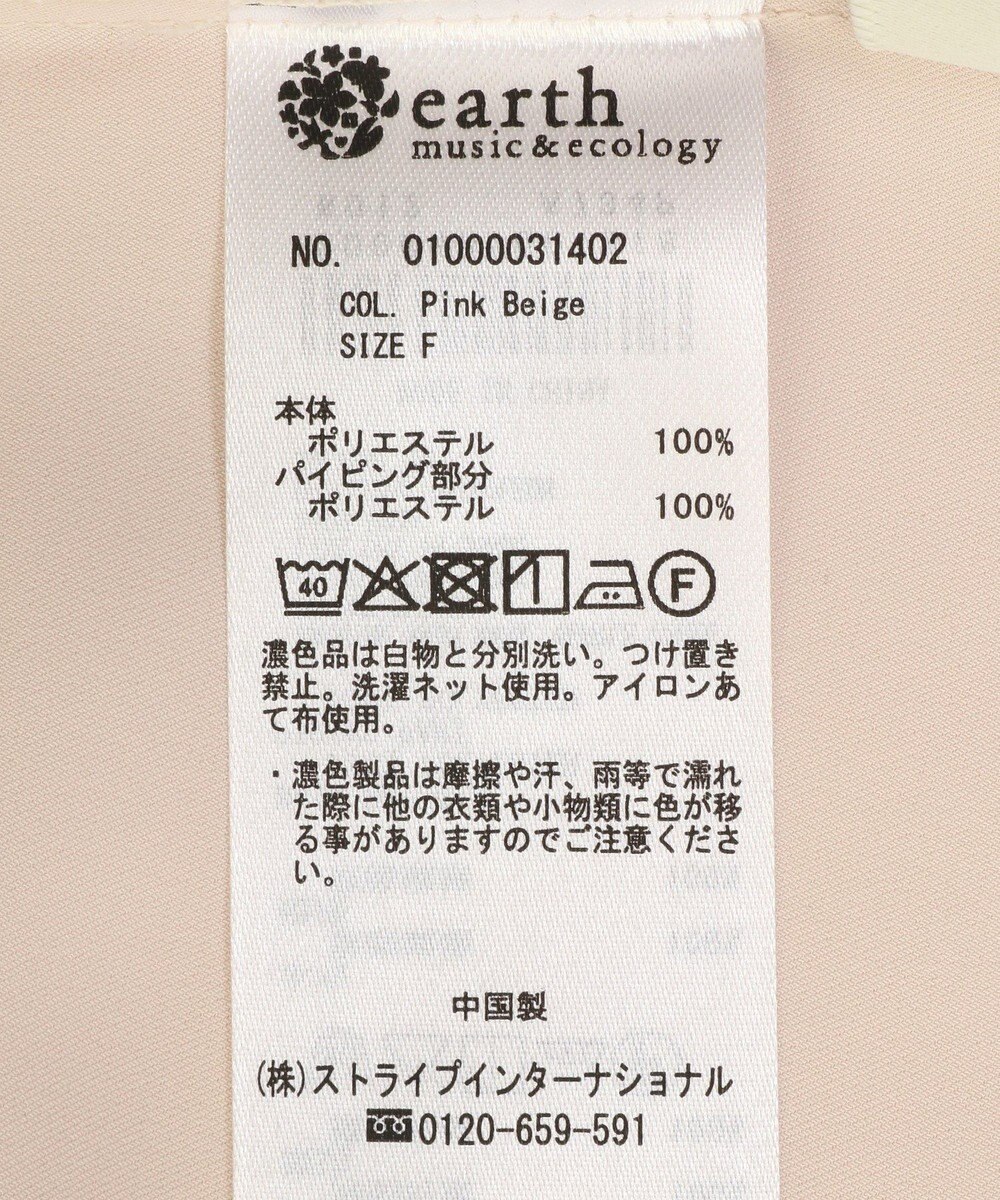 earth
music&ecology
NO. 01000031402
COL. Pink Beige
SIZE F
本体
ポリエステル 100%
パイピング部分
ポリエステル 100%
40 F
濃色品は白物と分別洗い。つけ置き
禁止。洗濯ネット使用。アイロンあ
て布使用。
・濃色製品は摩擦や汗、雨等で濡れ
た際に他の衣類や小物類に色が移
る事がありますのでご注意くださ
い。
中国製
(株)ストライプインターナショナル
0120-659-591